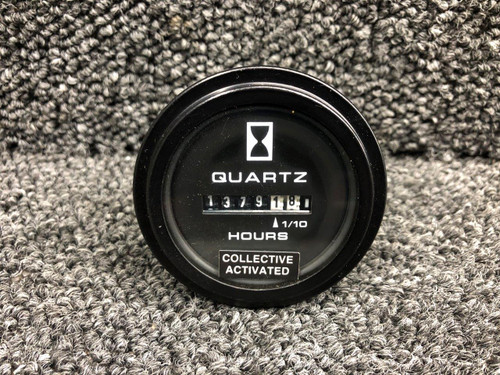 QUARTZ
1379181
1/10
HOURS
COLLECTIVE
ACTIVATED